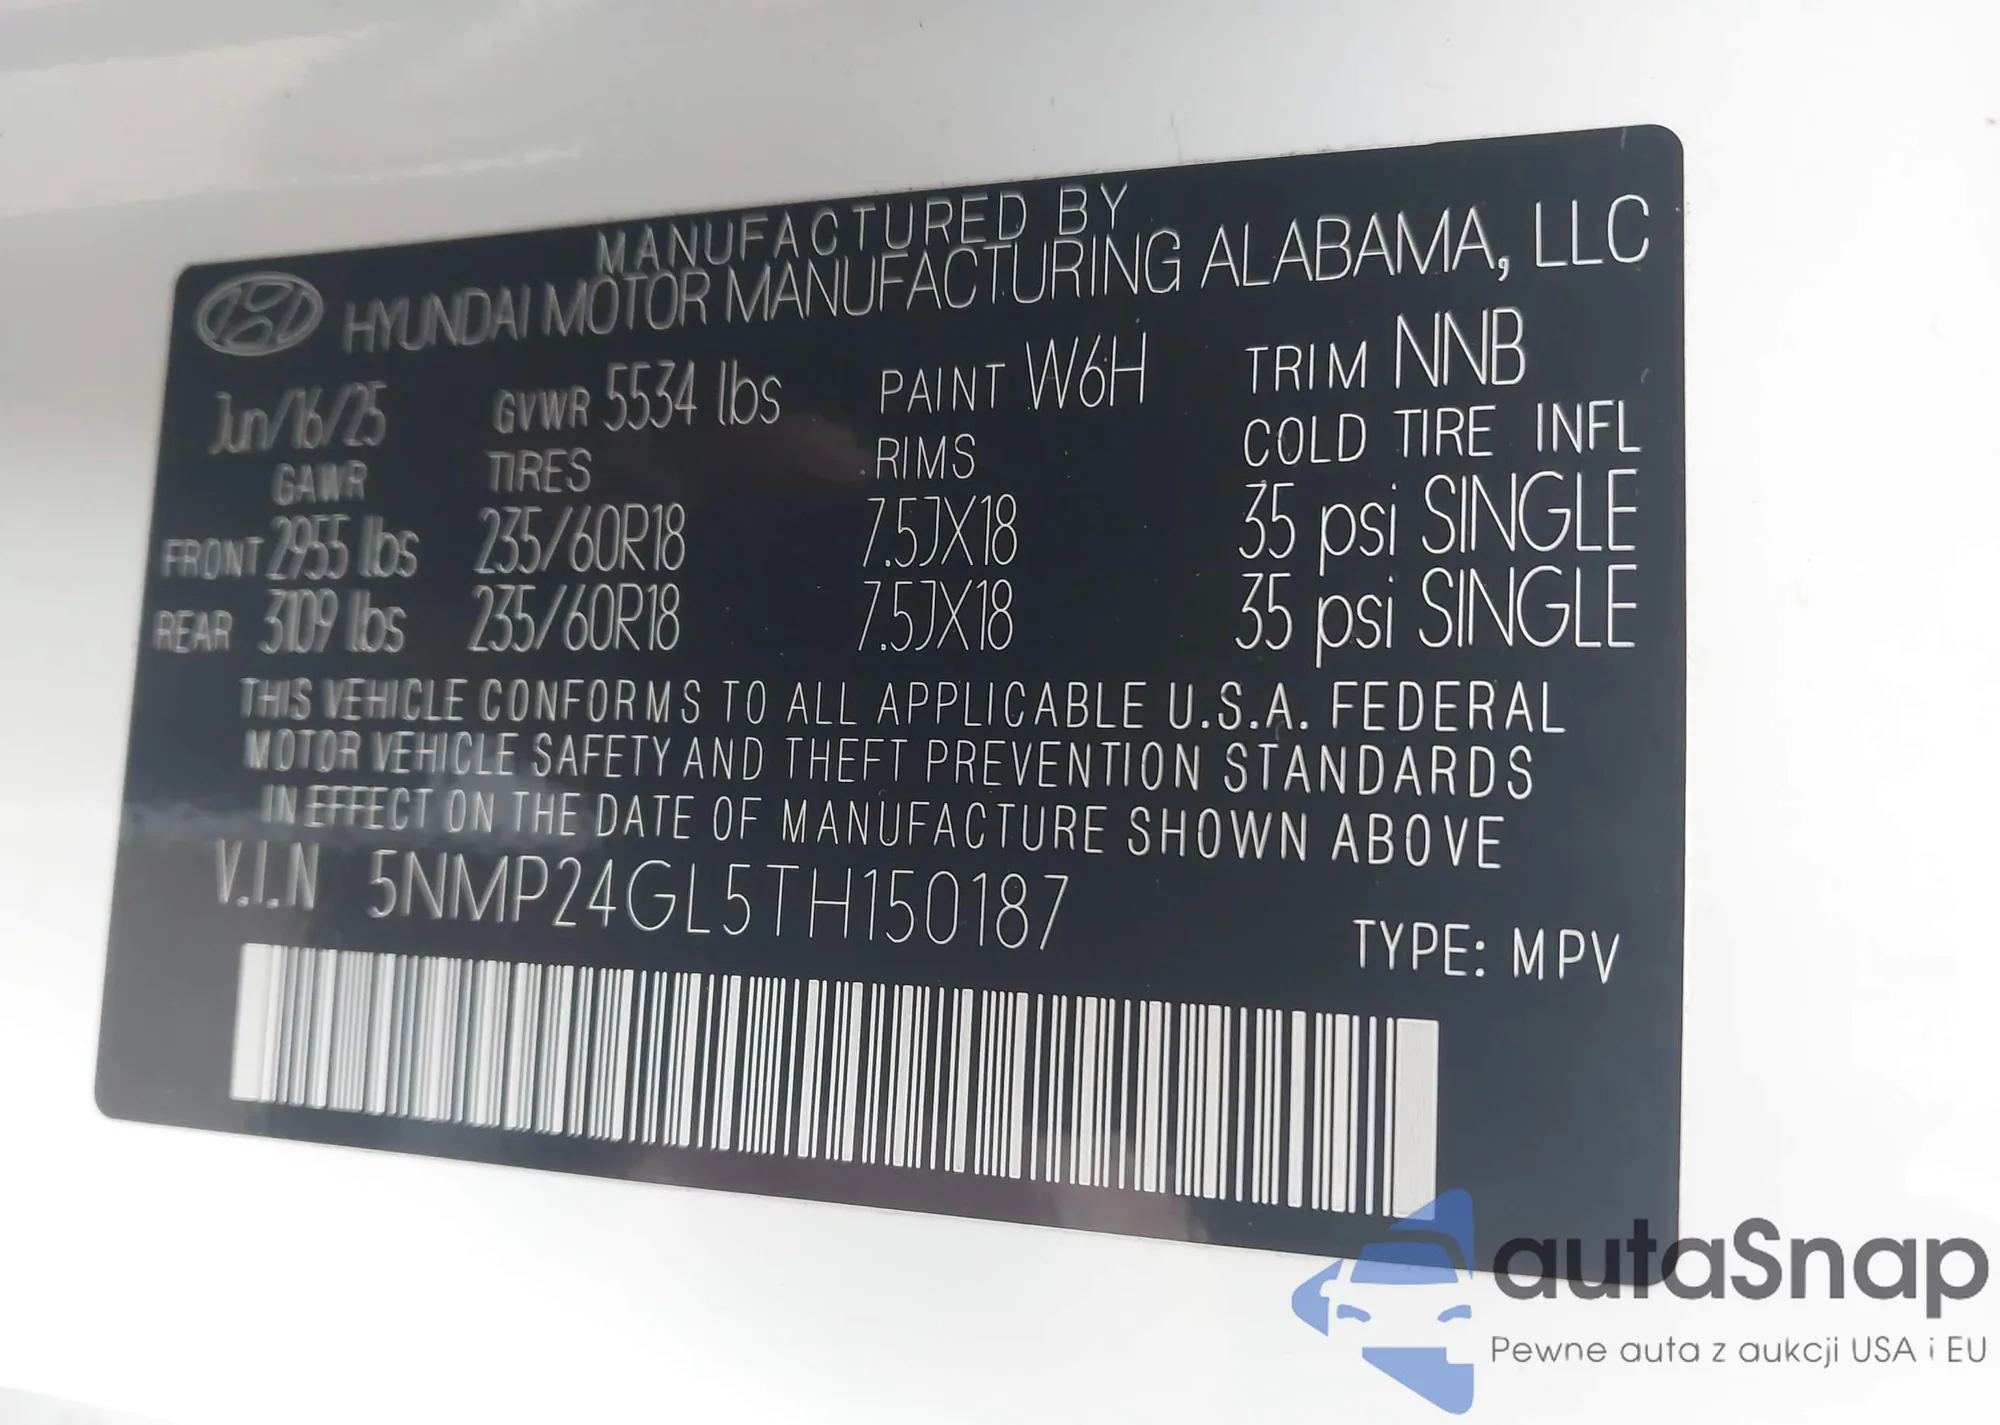 MANUFACTURED BY
HYUNDAI MOTOR MANUFACTURING ALABAMA, LLC
Jun/16/25 GVWR 5534 lbs PAINT W6H TRIM NNB
GAWR TIRES RIMS COLD TIRE INFL
FRONT 2955 lbs 235/60R18 7.5JX18 35 psi SINGLE
REAR 3109 lbs 235/60R18 7.5JX18 35 psi SINGLE
THIS VEHICLE CONFORMS TO ALL APPLICABLE U.S.A. FEDERAL
MOTOR VEHICLE SAFETY AND THEFT PREVENTION STANDARDS
IN EFFECT ON THE DATE OF MANUFACTURE SHOWN ABOVE
V.I.N 5NMP24GL5TH150187
TYPE: MPV
autaSnap
Pewne auta z aukcji USA i EU